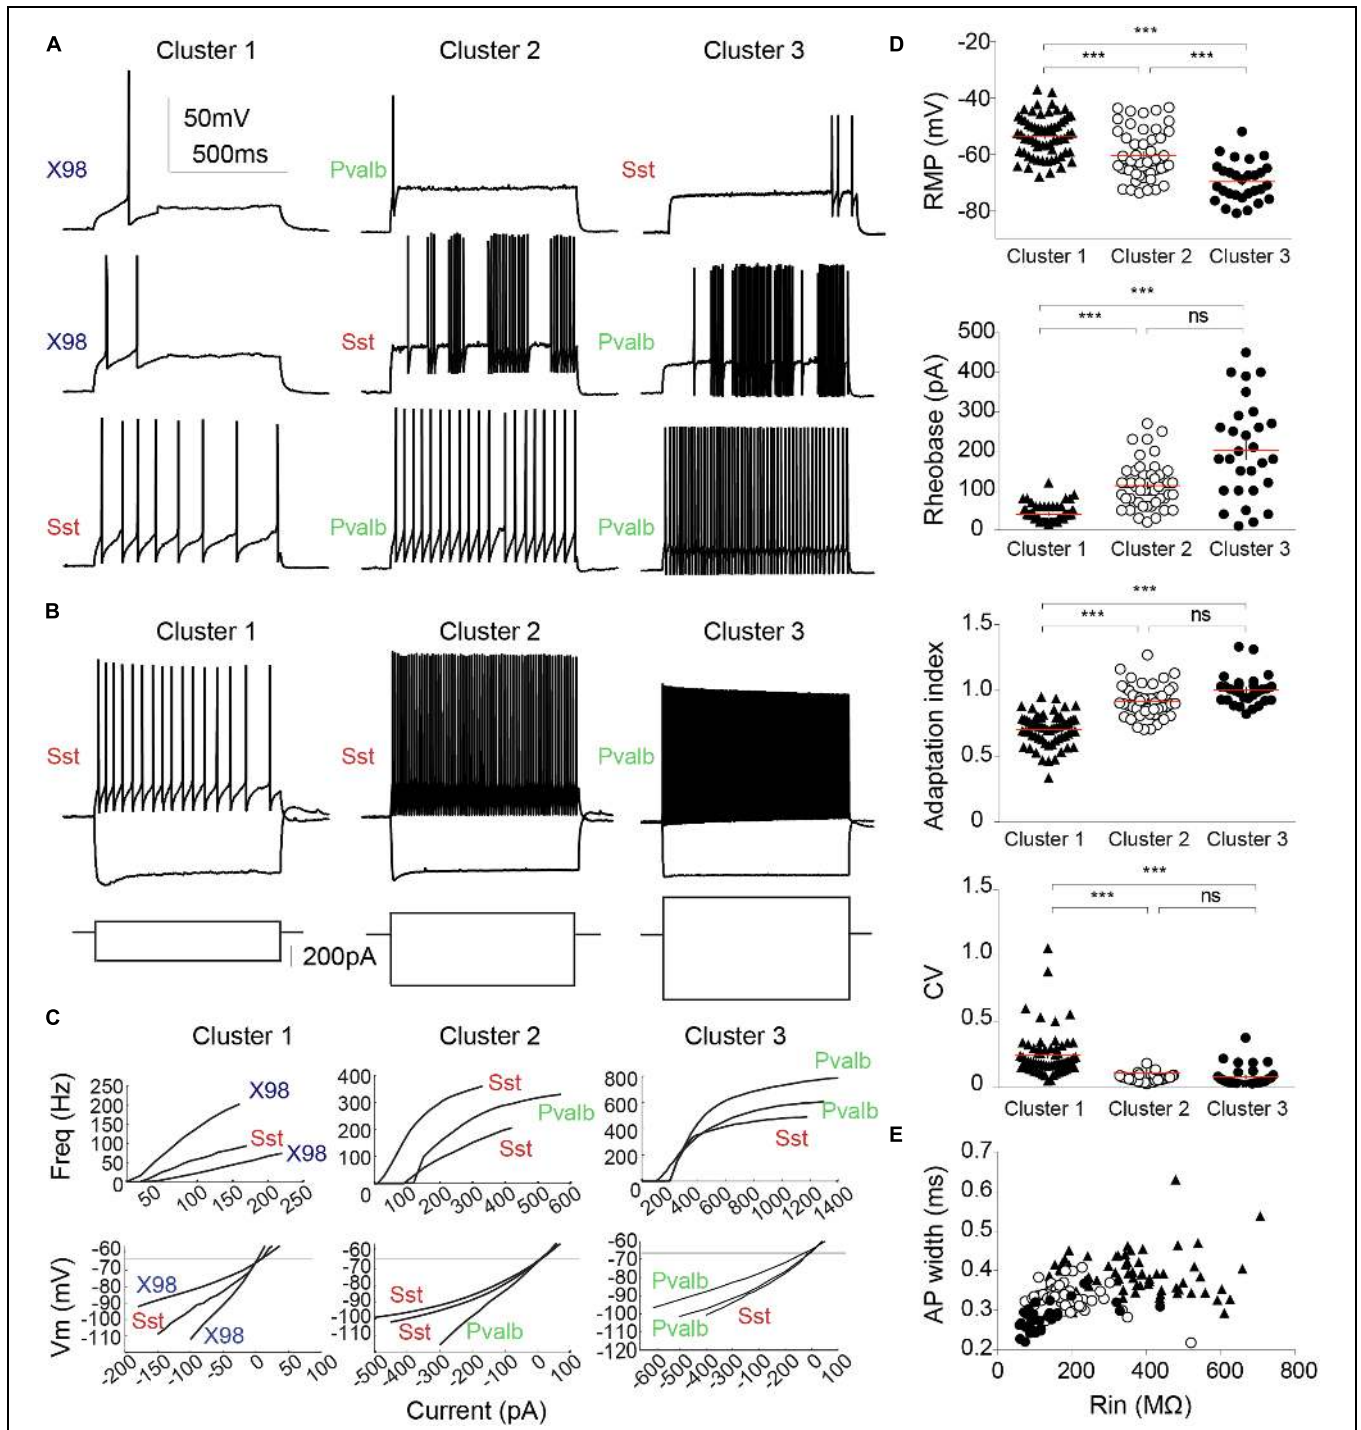 A
Cluster 1
Cluster 2
Cluster 3
50mV
500ms
X98
Pvalb
Sst
X98
Sst
Pvalb
Sst
Pvalb
Pvalb
B
Cluster 1
Cluster 2
Cluster 3
Sst
Sst
Pvalb
200pA
C
Cluster 1
Cluster 2
Cluster 3
Freq (Hz)
250
200
150
100
50
0
50
100
150
200
250
X98
Sst
X98
400
300
200
100
0
100
200
300
400
500
600
Sst
Pvalb
Sst
800
600
400
200
0
200
400
600
800
1000
1200
1400
Pvalb
Pvalb
Sst
Vm (mV)
-60
-70
-80
-90
-100
-110
-200
-150
-100
-50
0
50
100
X98
Sst
X98
-60
-70
-80
-90
-100
-110
-500
-400
-300
-200
-100
0
100
Sst
Sst
Pvalb
-60
-70
-80
-90
-100
-110
-120
-600
-500
-400
-300
-200
-100
0
100
Pvalb
Pvalb
Sst
Current (pA)
D
RMP (mV)
-20
-40
-60
-80
***
***
***
Cluster 1
Cluster 2
Cluster 3
Rheobase (pA)
500
400
300
200
100
0
***
***
ns
Cluster 1
Cluster 2
Cluster 3
Adaptation index
1.5
1.0
0.5
0
***
***
ns
Cluster 1
Cluster 2
Cluster 3
CV
1.5
1.0
0.5
0
***
***
ns
Cluster 1
Cluster 2
Cluster 3
E
AP width (ms)
0.7
0.6
0.5
0.4
0.3
0.2
0
200
400
600
800
Rin (MΩ)